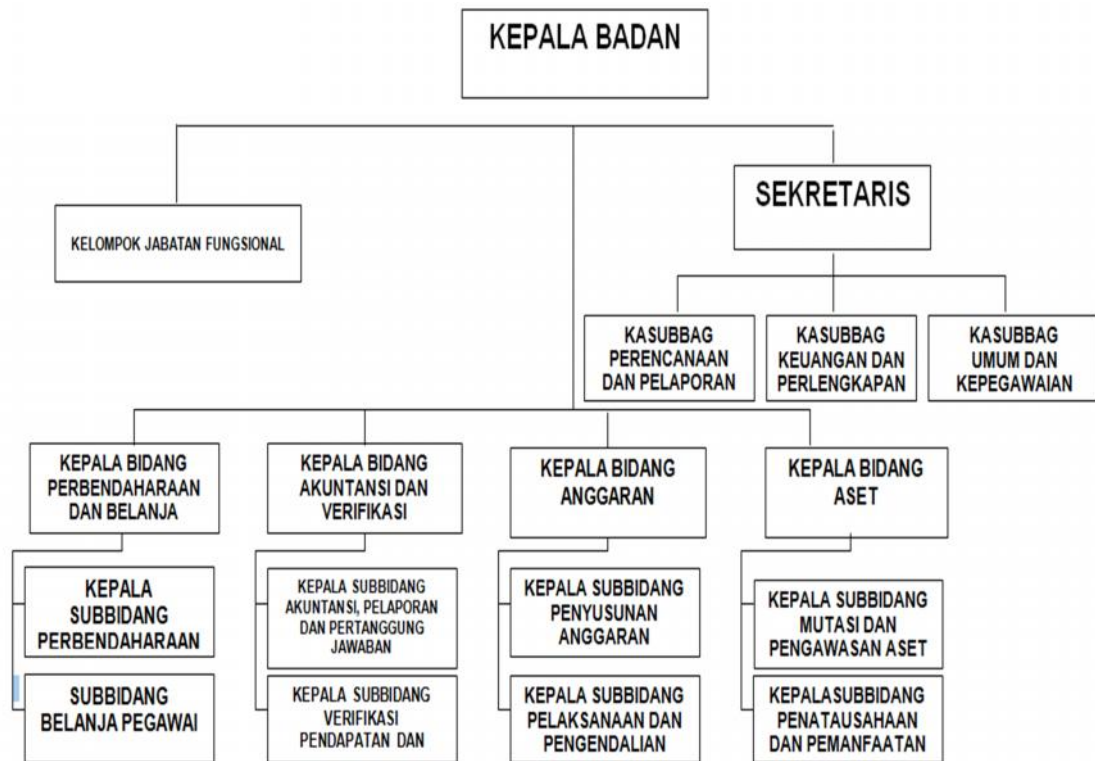 KEPALA BADAN
SEKRETARIS
KELOMPOK JABATAN FUNGSIONAL
KASUBBAG
PERENCANAAN
DAN PELAPORAN
KASUBBAG
KEUANGAN DAN
PERLENGKAPAN
KASUBBAG
UMUM DAN
KEPEGAWAIAN
KEPALA BIDANG
PERBENDAHARAAN
DAN BELANJA
KEPALA BIDANG
AKUNTANSI DAN
VERIFIKASI
KEPALA BIDANG
ANGGARAN
KEPALA BIDANG
ASET
KEPALA
SUBBIDANG
PERBENDAHARAAN
KEPALA SUBBIDANG
AKUNTANSI, PELAPORAN
DAN PERTANGGUNG
JAWABAN
KEPALA SUBBIDANG
PENYUSUNAN
ANGGARAN
KEPALA SUBBIDANG
MUTASI DAN
PENGAWASAN ASET
SUBBIDANG
BELANJA PEGAWAI
KEPALA SUBBIDANG
VERIFIKASI
PENDAPATAN DAN
KEPALA SUBBIDANG
PELAKSANAAN DAN
PENGENDALIAN
KEPALASUBBIDANG
PENATAUSAHAAN
DAN PEMANFAATAN